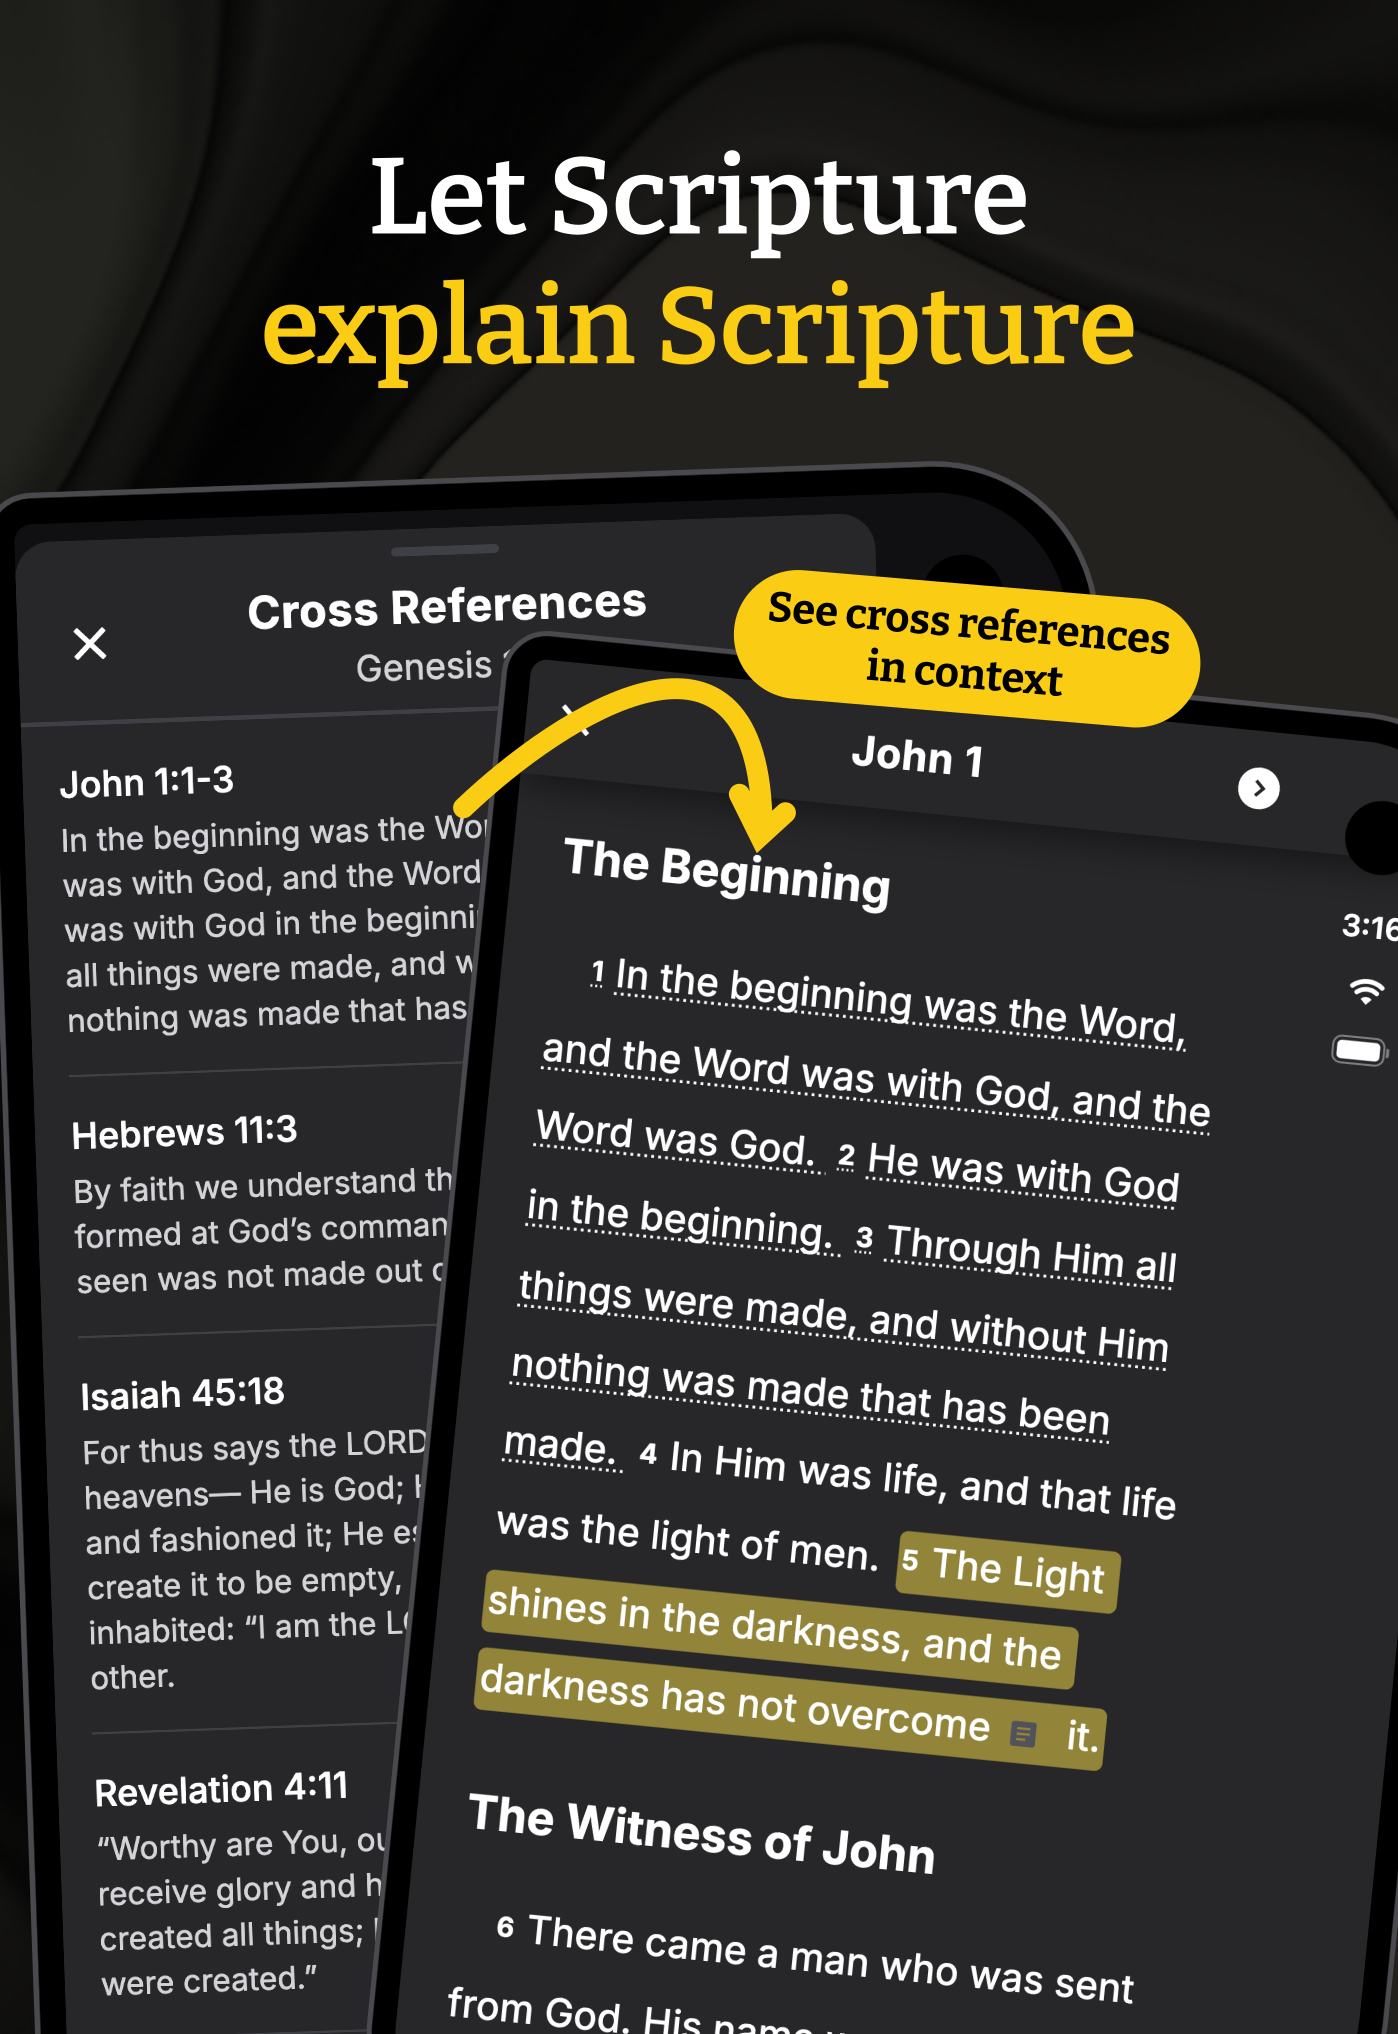 Let Scripture
explain Scripture
Cross References
Genesis
John 1:1-3
In the beginning was the
was with God, and the Word
was with God in the
all things were made, and
nothing was made that has
Hebrews 11:3
By faith we understand
formed at God’s
seen was not made out
Isaiah 45:18
For thus says the LORD
heavens— He is God;
and fashioned it; He
create it to be empty,
inhabited: “I am the
other.
Revelation 4:11
“Worthy are You,
receive glory and
created all things;
were created.”
See cross references
in context
John 1
3:16
The Beginning
1 In the beginning was the Word,
and the Word was with God, and the
Word was God. 2 He was with God
in the beginning. 3 Through Him all
things were made, and without Him
nothing was made that has been
made. 4 In Him was life, and that life
was the light of men. 5 The Light
shines in the darkness, and the
darkness has not overcome it.
The Witness of John
6 There came a man who was sent
from God. His name